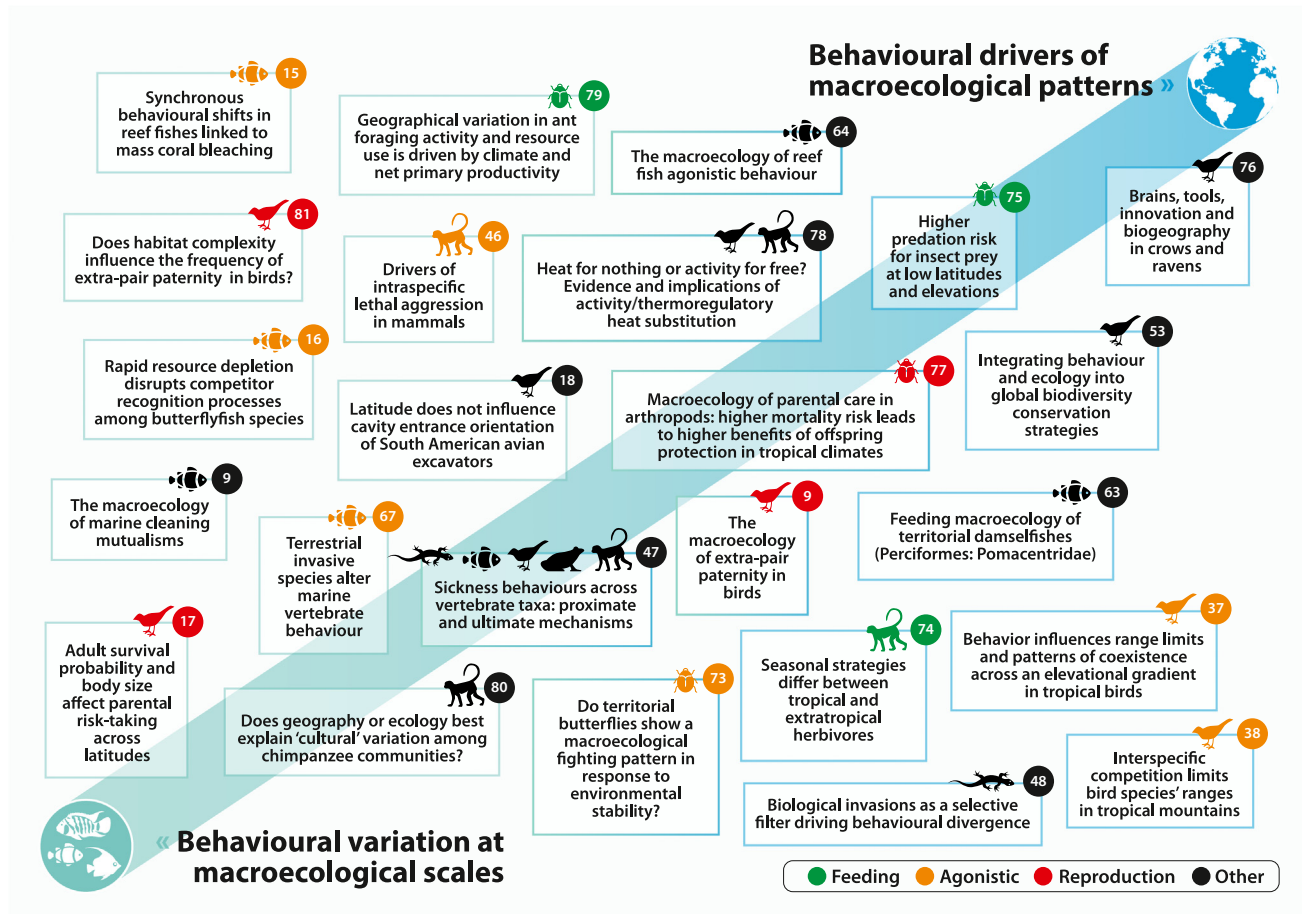 Behavioural drivers of
macroecological patterns »
15
Synchronous
behavioural shifts in
reef fishes linked to
mass coral bleaching
79
Geographical variation in ant
foraging activity and resource
use is driven by climate and
net primary productivity
64
The macroecology of reef
fish agonistic behaviour
76
Brains, tools,
innovation and
biogeography
in crows and
ravens
75
Higher
predation risk
for insect prey
at low latitudes
and elevations
81
Does habitat complexity
influence the frequency of
extra-pair paternity in birds?
46
Drivers of
intraspecific
lethal aggression
in mammals
78
Heat for nothing or activity for free?
Evidence and implications of
activity/thermoregulatory
heat substitution
16
Rapid resource depletion
disrupts competitor
recognition processes
among butterflyfish species
18
Latitude does not influence
cavity entrance orientation
of South American avian
excavators
77
Macroecology of parental care in
arthropods: higher mortality risk leads
to higher benefits of offspring
protection in tropical climates
53
Integrating behaviour
and ecology into
global biodiversity
conservation
strategies
9
The macroecology
of marine cleaning
mutualisms
67
Terrestrial
invasive
species alter
marine
vertebrate
behaviour
47
Sickness behaviours across
vertebrate taxa: proximate
and ultimate mechanisms
9
The
macroecology
of extra-pair
paternity in
birds
63
Feeding macroecology of
territorial damselfishes
(Perciformes: Pomacentridae)
17
Adult survival
probability and
body size
affect parental
risk-taking
across
latitudes
80
Does geography or ecology best
explain ‘cultural’ variation among
chimpanzee communities?
73
Do territorial
butterflies show a
macroecological
fighting pattern in
response to
environmental
stability?
74
Seasonal strategies
differ between
tropical and
extratropical
herbivores
37
Behavior influences range limits
and patterns of coexistence
across an elevational gradient
in tropical birds
38
Interspecific
competition limits
bird species’ ranges
in tropical mountains
48
Biological invasions as a selective
filter driving behavioural divergence
« Behavioural variation at
macroecological scales
Feeding Agonistic Reproduction Other